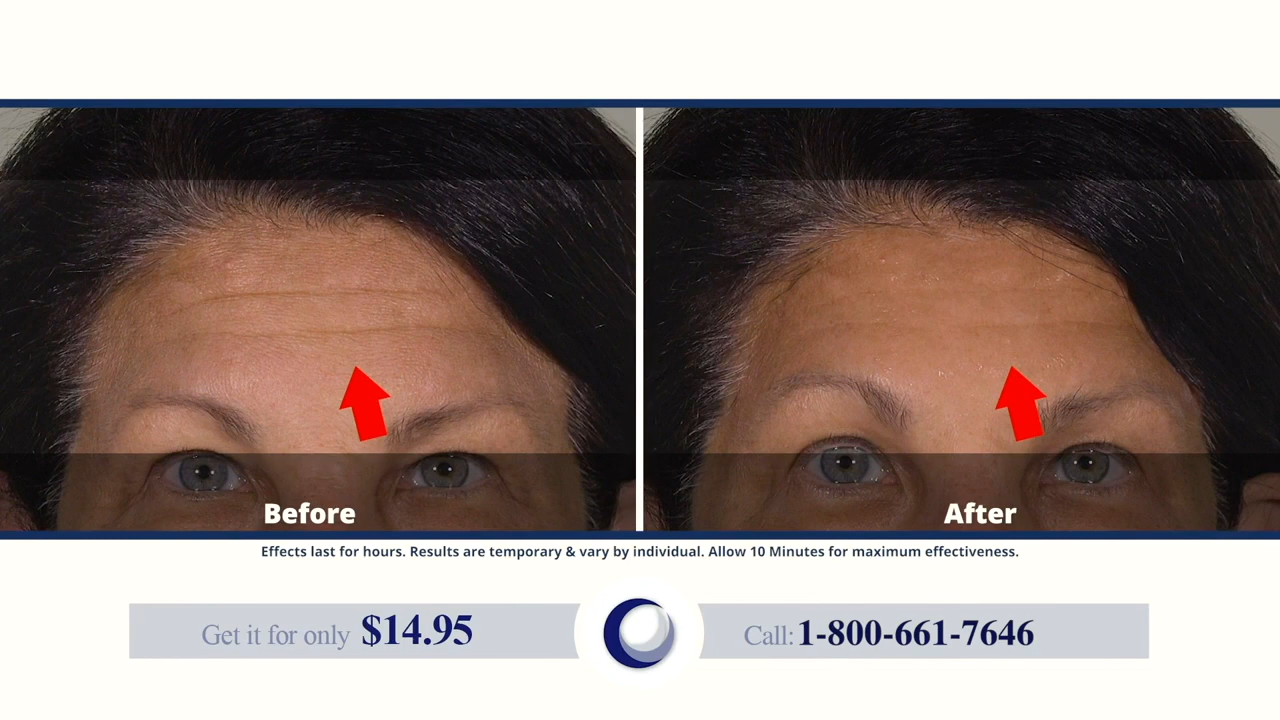 Before
After
Effects last for hours. Results are temporary & vary by individual. Allow 10 Minutes for maximum effectiveness.
Get it for only $14.95
Call: 1-800-661-7646